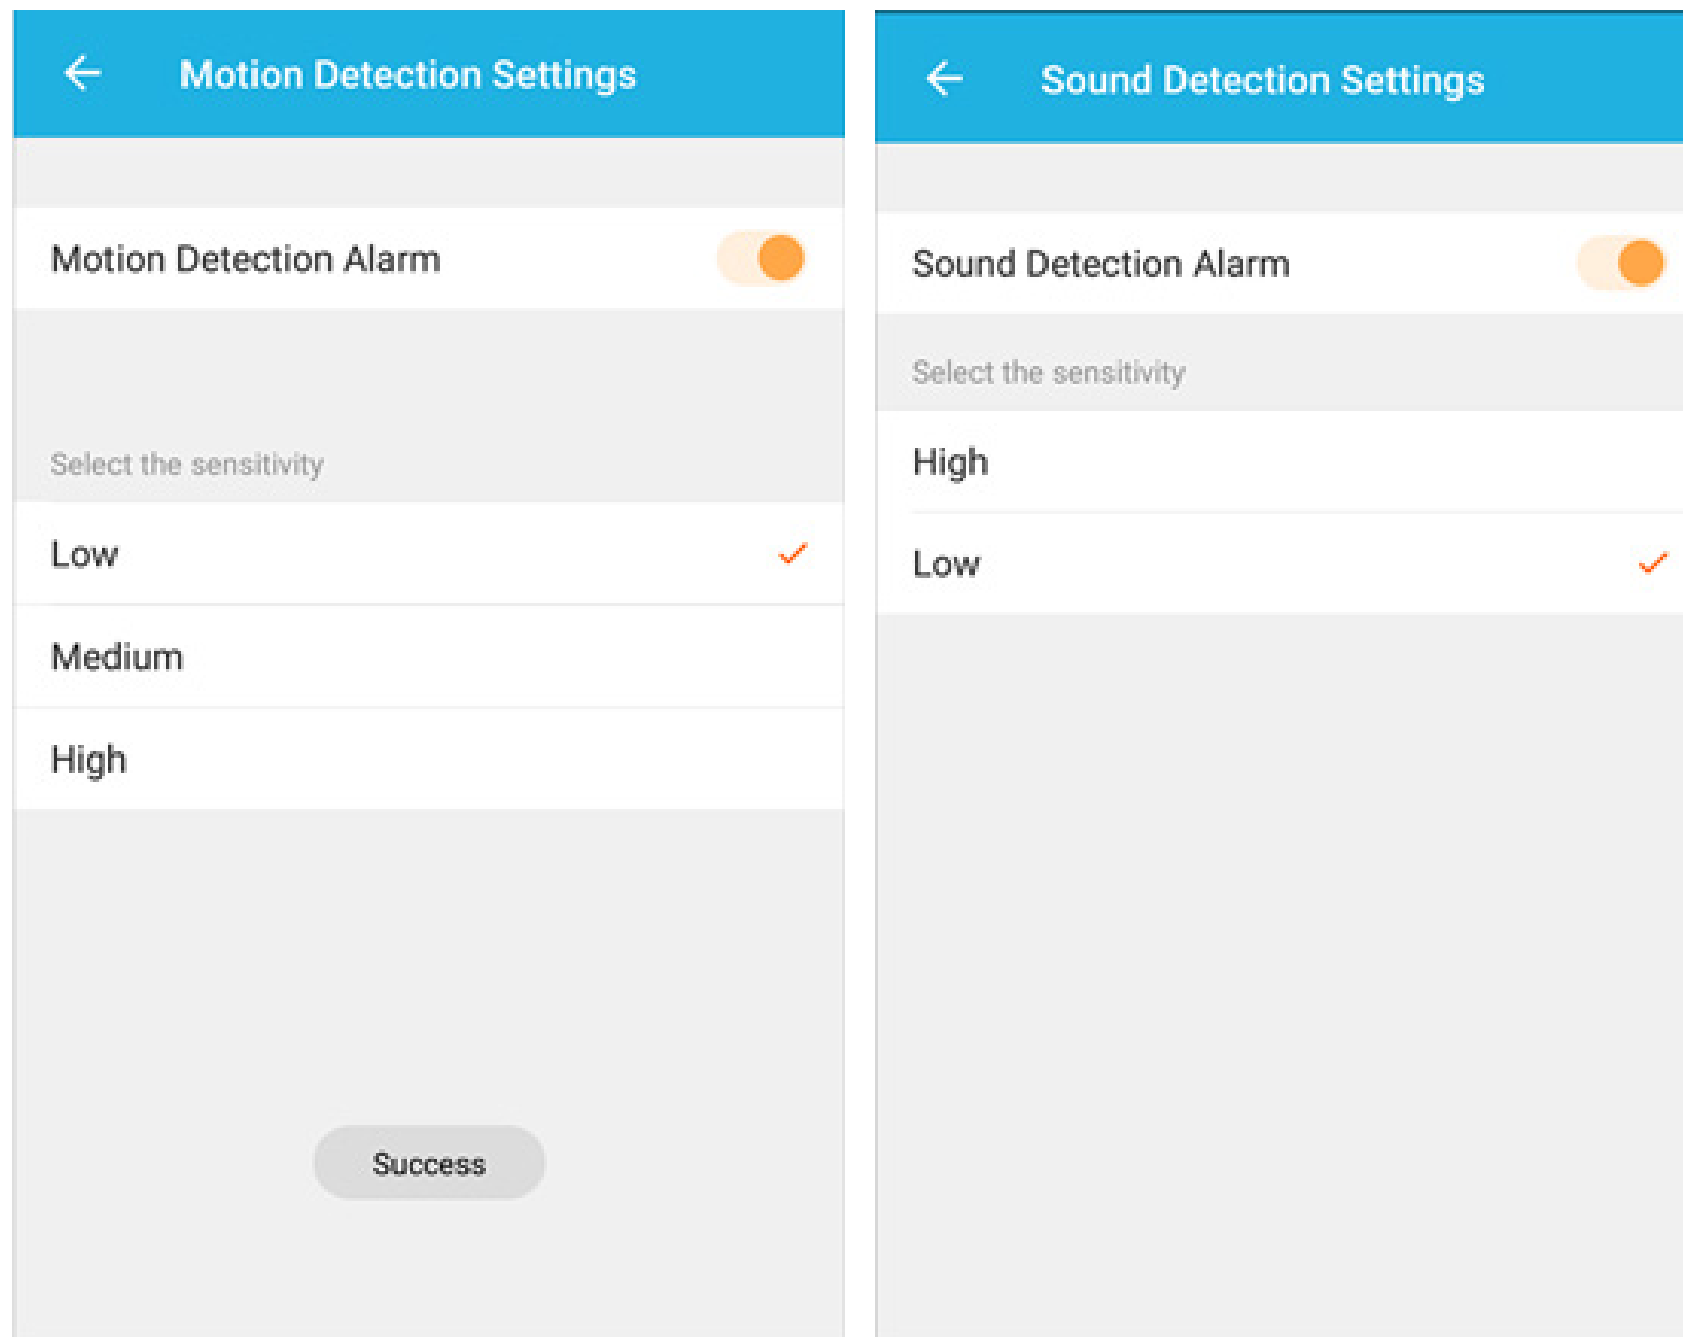 Motion Detection Settings
Motion Detection Alarm
Select the sensitivity
Low
Medium
High
Success
Sound Detection Settings
Sound Detection Alarm
Select the sensitivity
High
Low